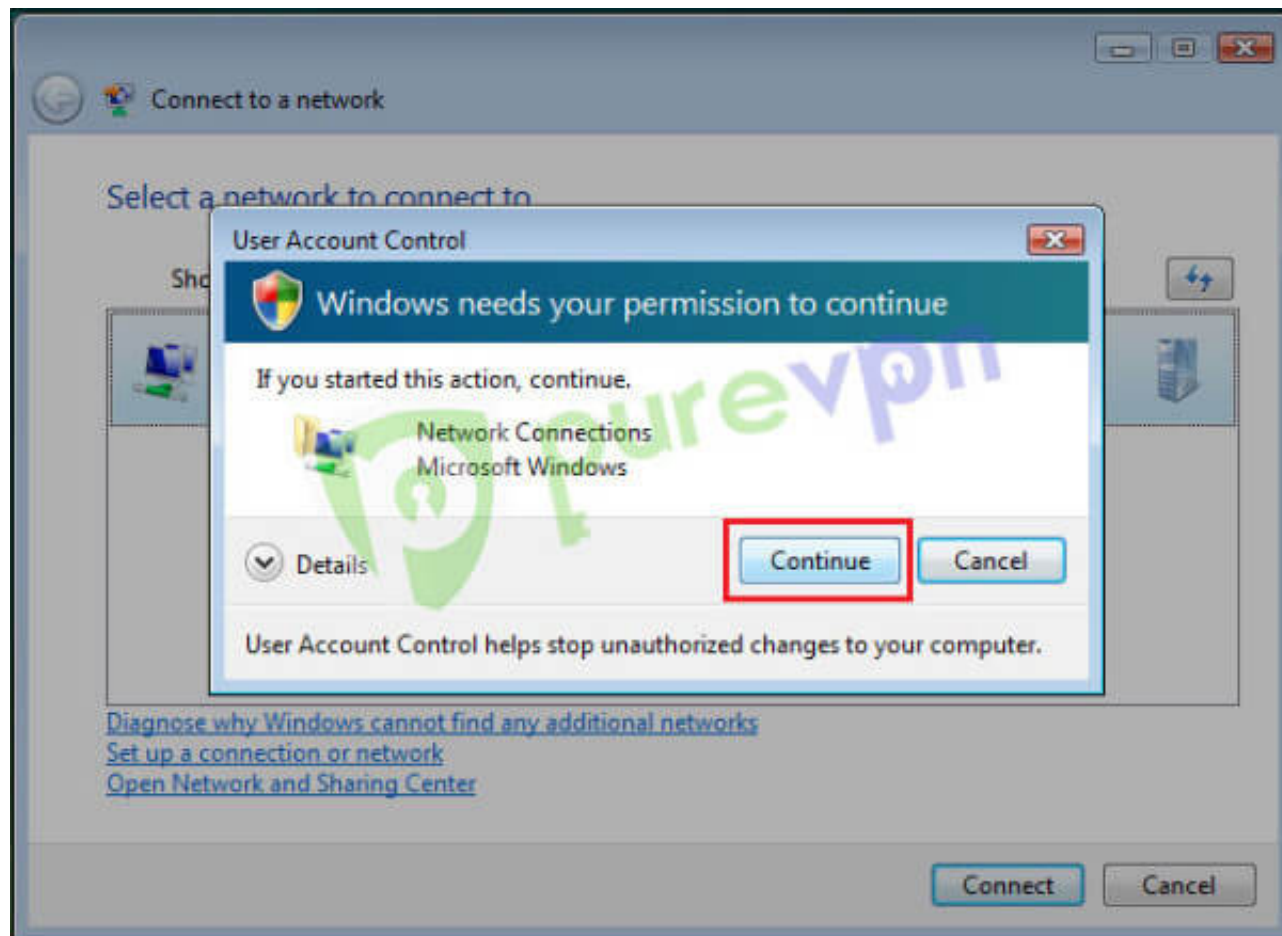 Connect to a network
Select a network to connect to
User Account Control
Windows needs your permission to continue
If you started this action, continue.
Network Connections
Microsoft Windows
purevpn
Details
Continue
Cancel
User Account Control helps stop unauthorized changes to your computer.
Diagnose why Windows cannot find any additional networks
Set up a connection or network
Open Network and Sharing Center
Connect
Cancel